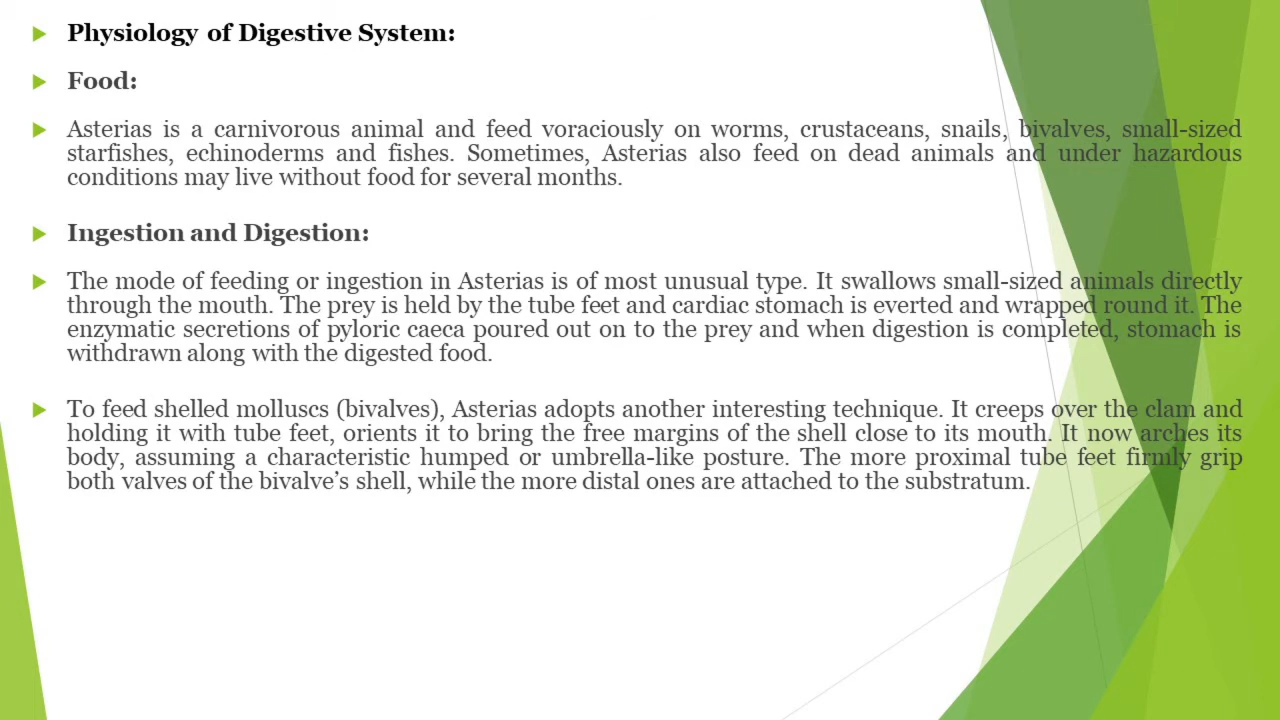 Physiology of Digestive System:
Food:
Asterias is a carnivorous animal and feed voraciously on worms, crustaceans, snails, bivalves, small-sized
starfishes, echinoderms and fishes. Sometimes, Asterias also feed on dead animals and under hazardous
conditions may live without food for several months.
Ingestion and Digestion:
The mode of feeding or ingestion in Asterias is of most unusual type. It swallows small-sized animals directly
through the mouth. The prey is held by the tube feet and cardiac stomach is everted and wrapped round it. The
enzymatic secretions of pyloric caeca poured out on to the prey and when digestion is completed, stomach is
withdrawn along with the digested food.
To feed shelled molluscs (bivalves), Asterias adopts another interesting technique. It creeps over the clam and
holding it with tube feet, orients it to bring the free margins of the shell close to its mouth. It now arches its
body, assuming a characteristic humped or umbrella-like posture. The more proximal tube feet firmly grip
both valves of the bivalve’s shell, while the more distal ones are attached to the substratum.